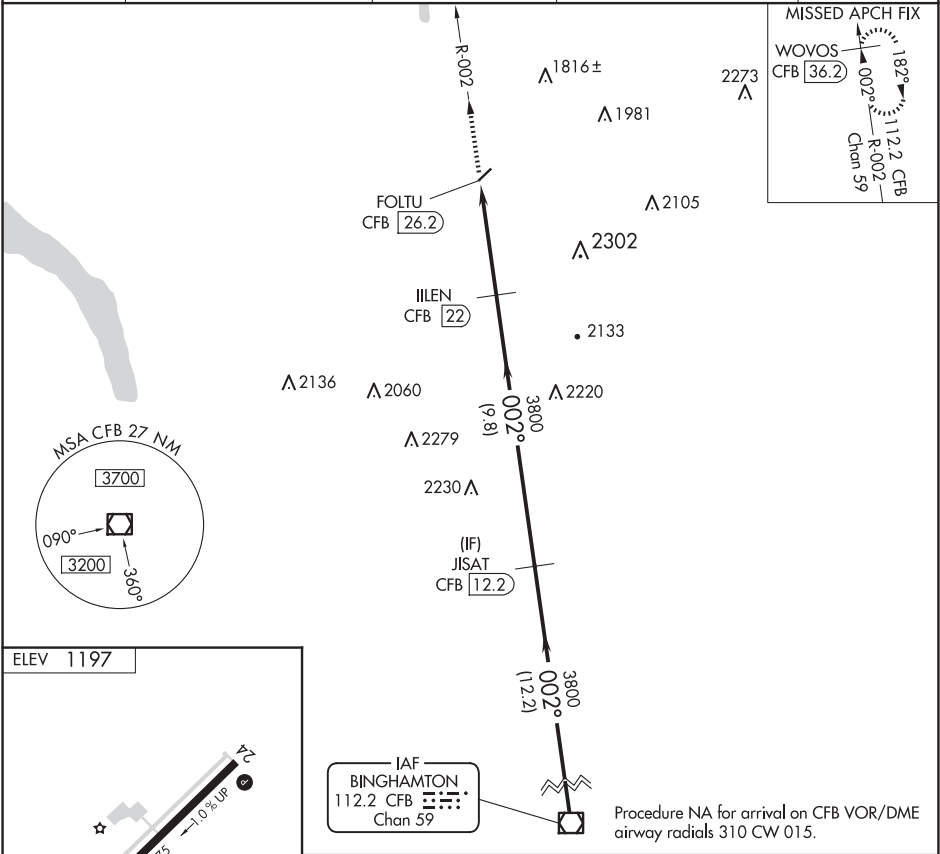 MISSED APCH FIX
WOVOS
CFB 36.2
002°
182°
112.2 CFB
R-002
Chan 59
R-002
1816±
2273
1981
FOLTU
CFB 26.2
2105
2302
IILEN
CFB 22
2133
2136
2060
2220
3800
002°
(9.8)
2279
2230
MSA CFB 27 NM
3700
090°
3200
360°
(IF)
JISAT
CFB 12.2
3800
002°
(12.2)
ELEV 1197
24
P
1.0% UP
75
IAF
BINGHAMTON
112.2 CFB
Chan 59
Procedure NA for arrival on CFB VOR/DME
airway radials 310 CW 015.